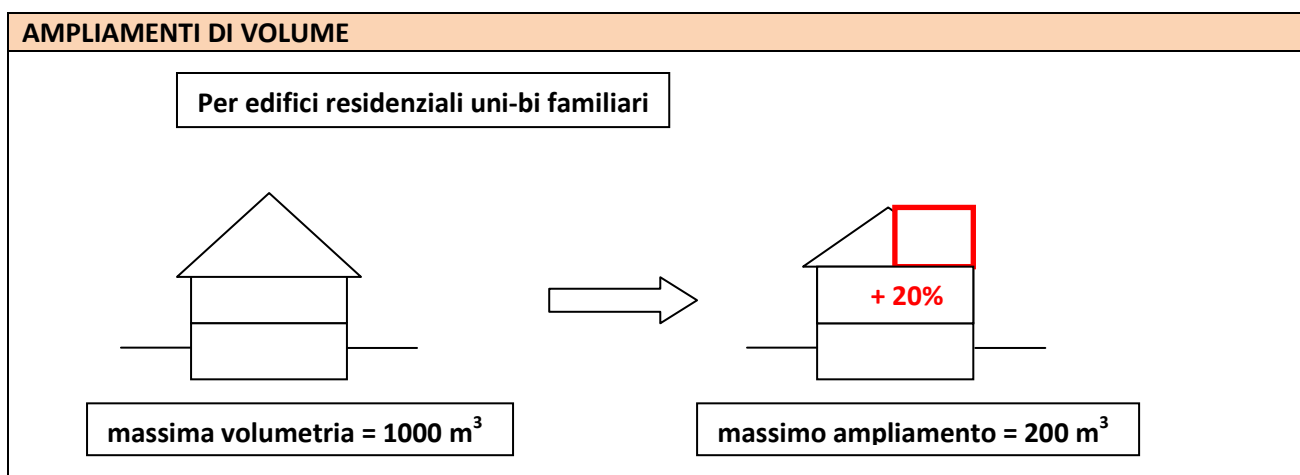 AMPLIAMENTI DI VOLUME
Per edifici residenziali uni-bi familiari
+ 20%
massima volumetria = 1000 m³
massimo ampliamento = 200 m³